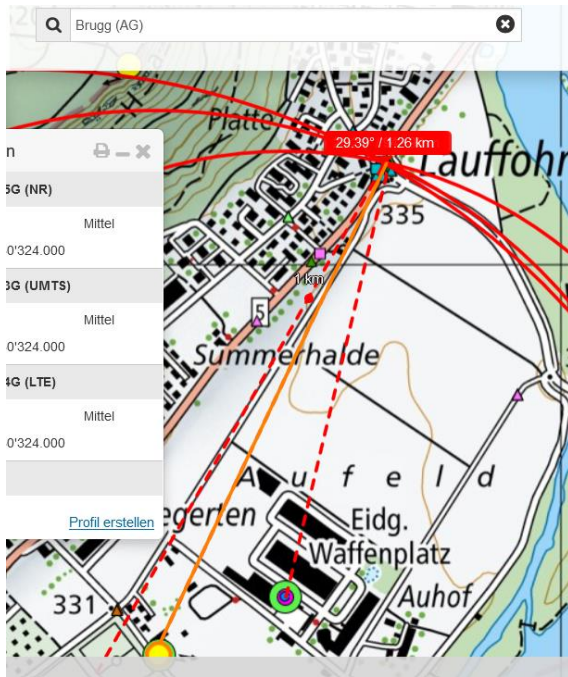 Brugg (AG)
Platte
29.39° / 1.26 km
Lauffohr
335
n
5G (NR)
Mittel
0'324.000
3G (UMTS)
Mittel
0'324.000
4G (LTE)
Mittel
0'324.000
Profil erstellen
1 km
5
Summerhalde
Aufeld
egerten
Eidg.
Waffenplatz
Auhof
331